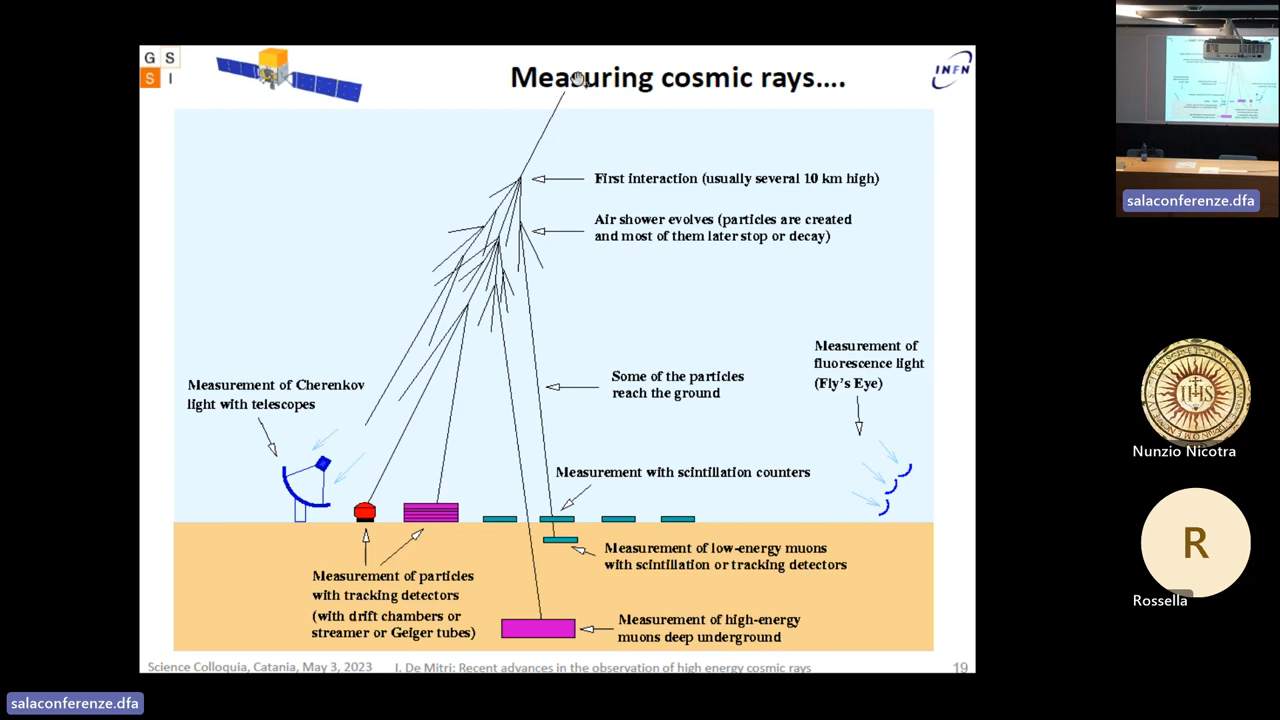 G S
S I
Measuring cosmic rays....
INFN
First interaction (usually several 10 km high)
Air shower evolves (particles are created
and most of them later stop or decay)
Measurement of
fluorescence light
(Fly's Eye)
Measurement of Cherenkov
light with telescopes
Some of the particles
reach the ground
Measurement with scintillation counters
Measurement of low-energy muons
with scintillation or tracking detectors
Measurement of particles
with tracking detectors
(with drift chambers or
streamer or Geiger tubes)
Measurement of high-energy
muons deep underground
Science Colloquia, Catania, May 3, 2023
I. De Mitri: Recent advances in the observation of high energy cosmic rays
19
salaconferenze.dfa
IHS
Nunzio Nicotra
R
Rossella
salaconferenze.dfa